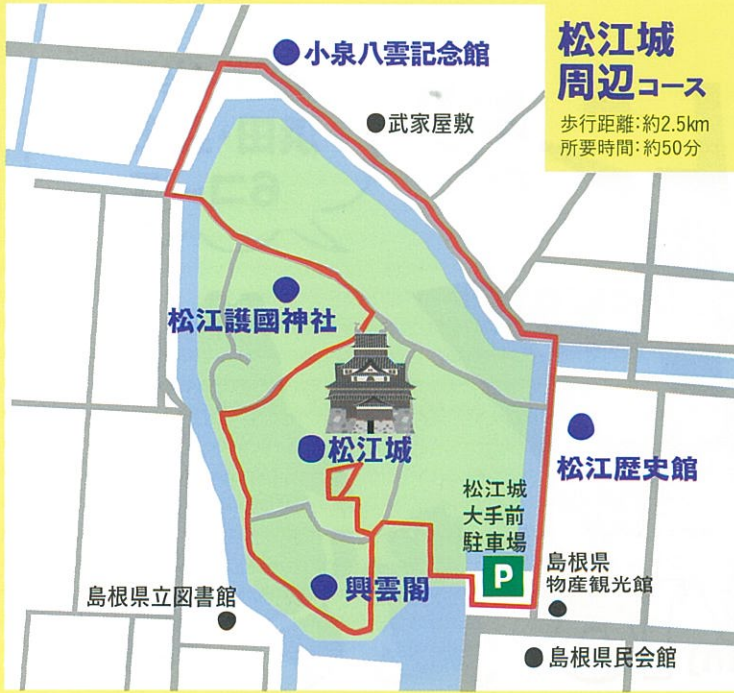 松江城
周辺コース
歩行距離:約2.5km
所要時間:約50分
小泉八雲記念館
武家屋敷
松江護國神社
松江城
松江歴史館
松江城
大手前
駐車場
P
島根県
物産観光館
興雲閣
島根県立図書館
島根県民会館